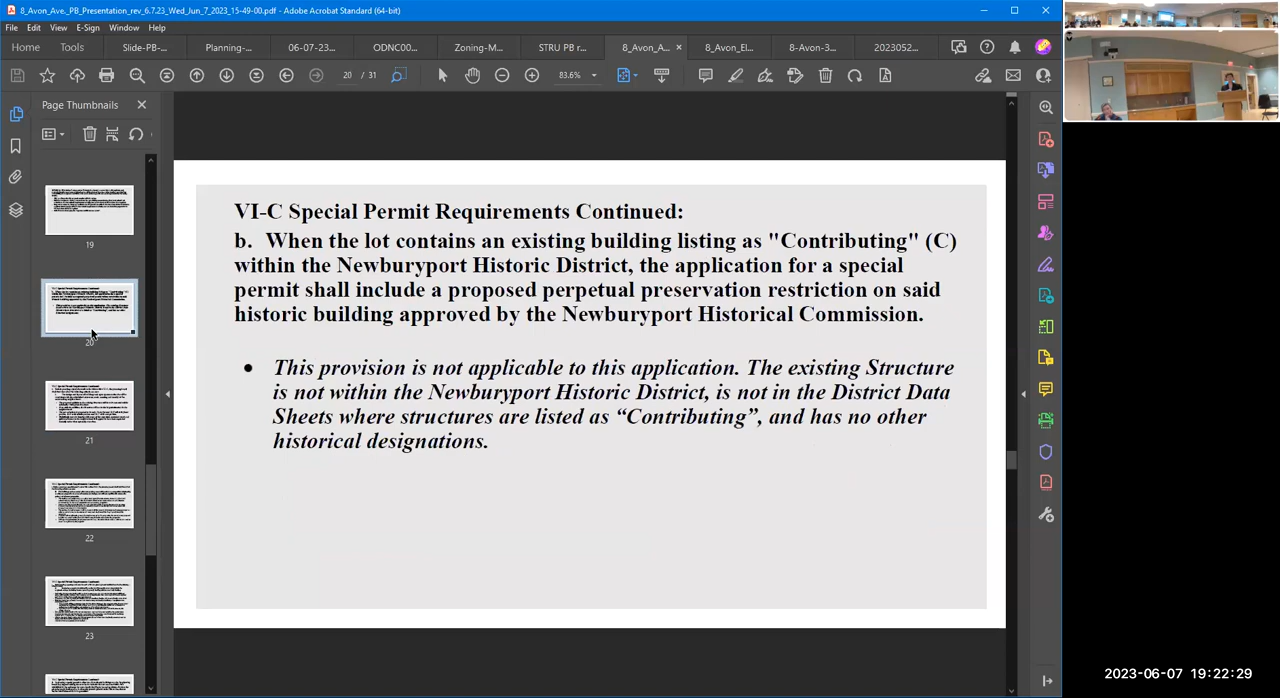 8_Avon_Ave._PB_Presentation_rev_6.7.23_Wed_Jun_7_2023_15-49-00.pdf - Adobe Acrobat Standard (64-bit)
File Edit View E-Sign Window Help
Home Tools Slide-PB-... Planning-... 06-07-23... ODNC00... Zoning-M... STRU PB r... 8_Avon_A... × 8_Avon_El... 8-Avon-3... 2023052...
20 / 31 83.6%
Page Thumbnails
19
20
21
22
23
VI-C Special Permit Requirements Continued:
b. When the lot contains an existing building listing as "Contributing" (C)
within the Newburyport Historic District, the application for a special
permit shall include a proposed perpetual preservation restriction on said
historic building approved by the Newburyport Historical Commission.
• This provision is not applicable to this application. The existing Structure
is not within the Newburyport Historic District, is not in the District Data
Sheets where structures are listed as “Contributing”, and has no other
historical designations.
2023-06-07 19:22:29